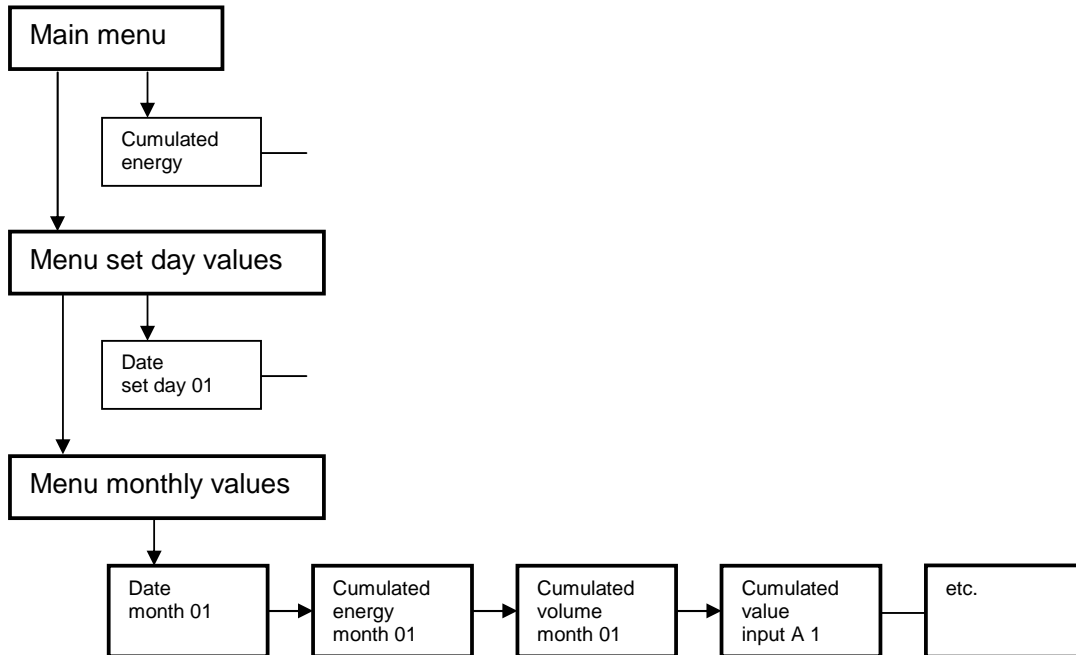 Main menu
Cumulated
energy
Menu set day values
Date
set day 01
Menu monthly values
Date
month 01
Cumulated
energy
month 01
Cumulated
volume
month 01
Cumulated
value
input A 1
etc.